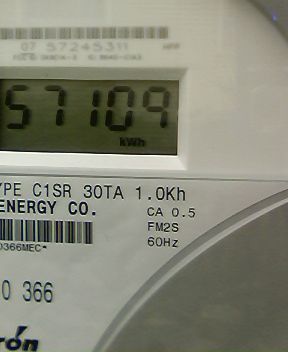 07 57245311
57109
kWh
YPE C1SR 30TA 1.0Kh
ENERGY CO.
CA 0.5
FM2S
60Hz
0366MEC*
0 366
rón